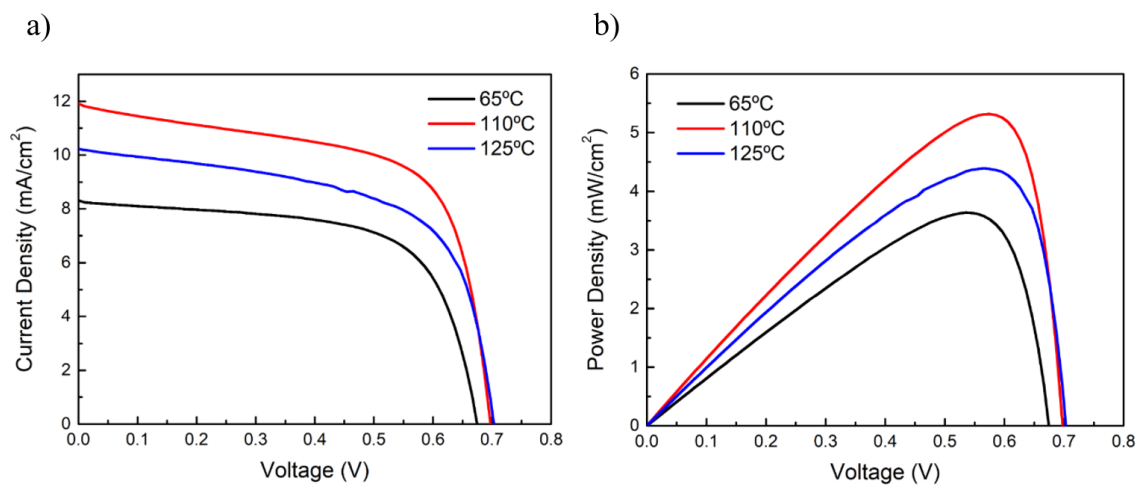 a)
Current Density (mA/cm²)
12
10
8
6
4
2
0
65ºC
110ºC
125ºC
0.0 0.1 0.2 0.3 0.4 0.5 0.6 0.7 0.8
Voltage (V)
b)
Power Density (mW/cm²)
6
5
4
3
2
1
0
65ºC
110ºC
125ºC
0.0 0.1 0.2 0.3 0.4 0.5 0.6 0.7 0.8
Voltage (V)